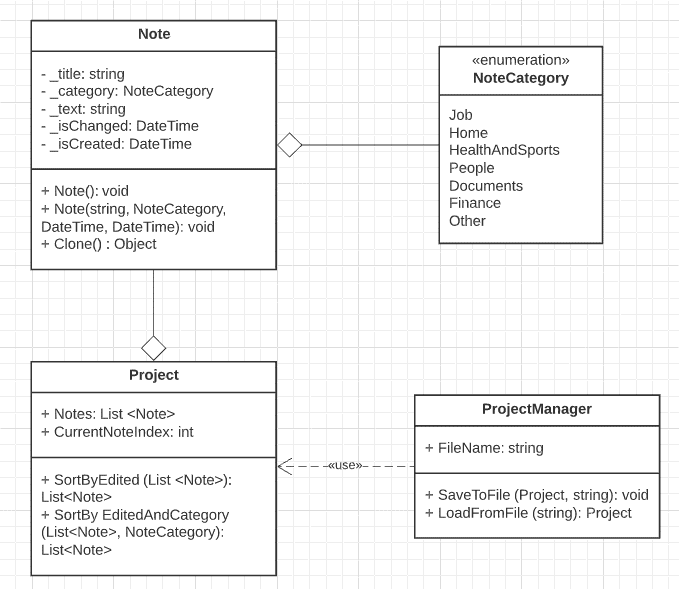 Note
- _title: string
- _category: NoteCategory
- _text: string
- _isChanged: DateTime
- _isCreated: DateTime
+ Note(): void
+ Note(string, NoteCategory,
DateTime, DateTime): void
+ Clone() : Object
«enumeration»
NoteCategory
Job
Home
HealthAndSports
People
Documents
Finance
Other
Project
+ Notes: List <Note>
+ CurrentNoteIndex: int
+ SortByEdited (List <Note>):
List<Note>
+ SortBy EditedAndCategory
(List<Note>, NoteCategory):
List<Note>
«use»
ProjectManager
+ FileName: string
+ SaveToFile (Project, string): void
+ LoadFromFile (string): Project